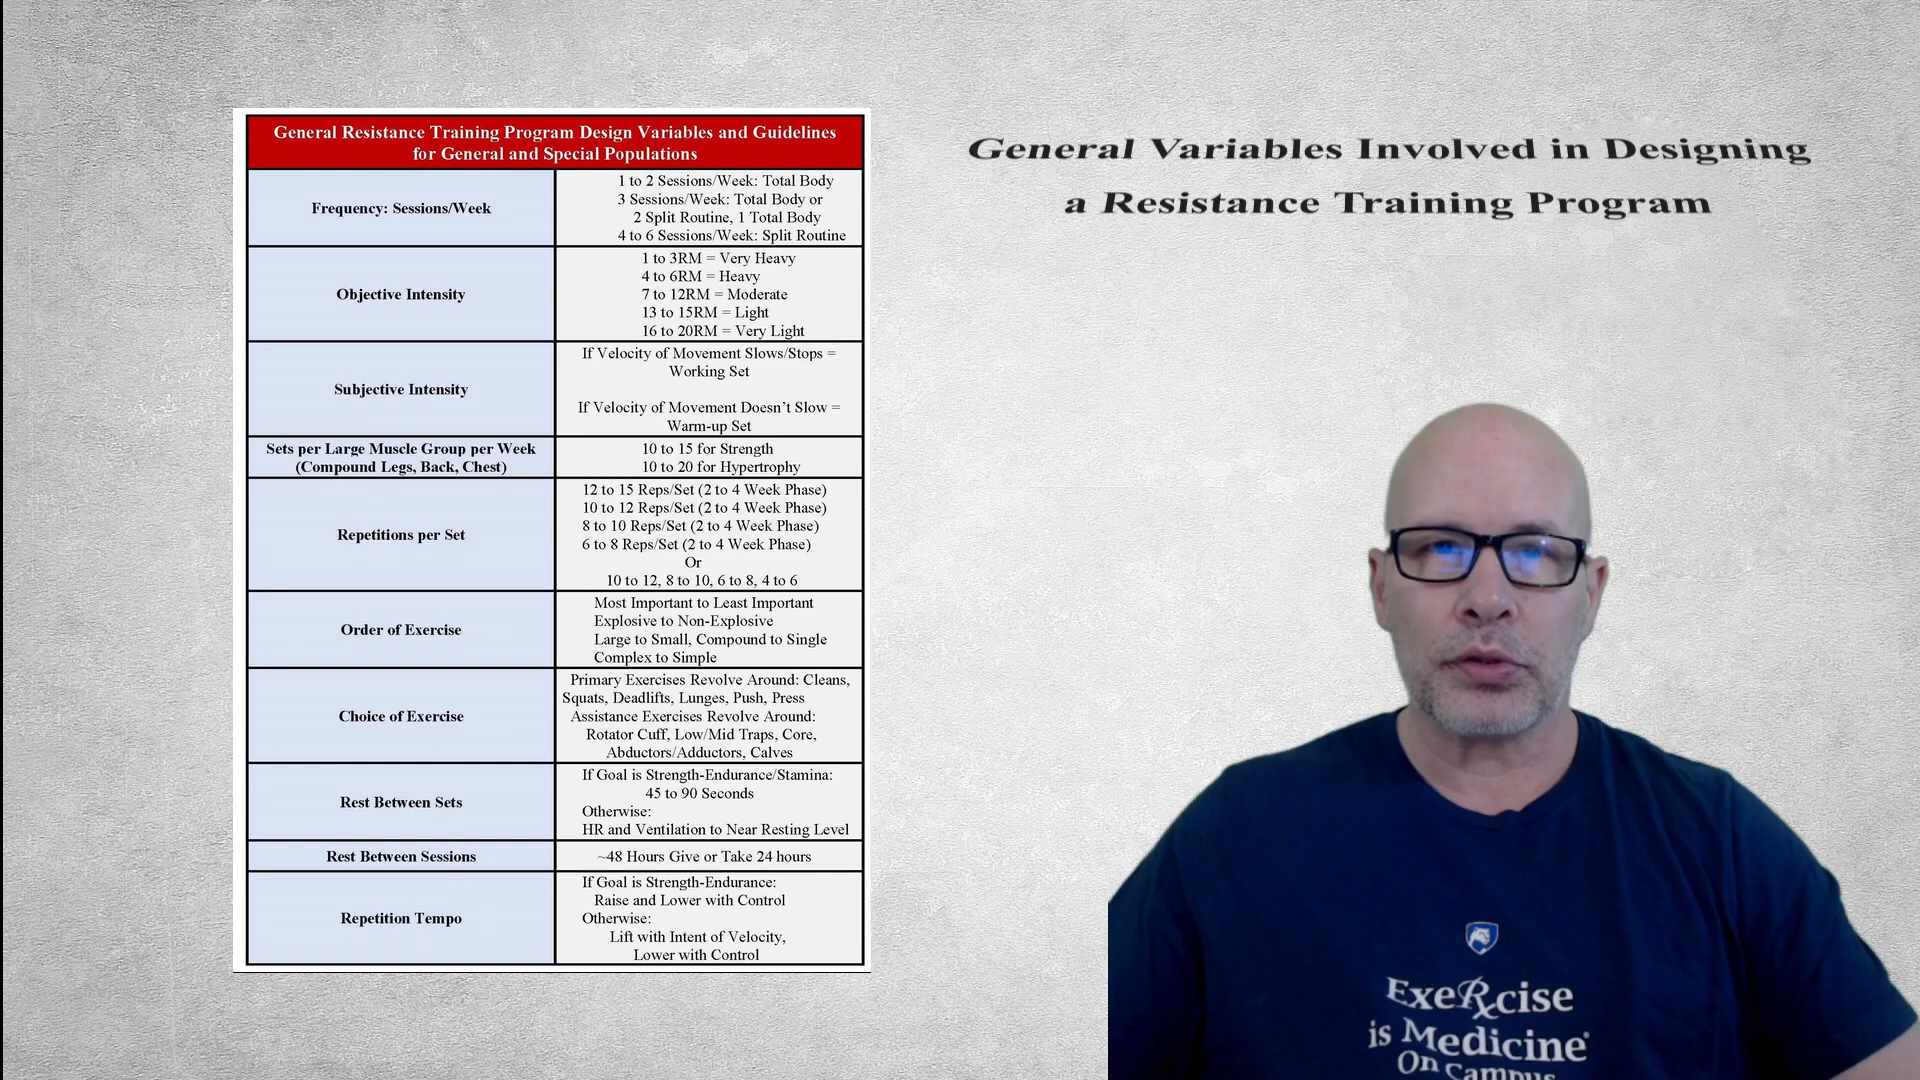 General Resistance Training Program Design Variables and Guidelines
for General and Special Populations
Frequency: Sessions/Week
1 to 2 Sessions/Week: Total Body
3 Sessions/Week: Total Body or
2 Split Routine, 1 Total Body
4 to 6 Sessions/Week: Split Routine
Objective Intensity
1 to 3RM = Very Heavy
4 to 6RM = Heavy
7 to 12RM = Moderate
13 to 15RM = Light
16 to 20RM = Very Light
Subjective Intensity
If Velocity of Movement Slows/Stops =
Working Set
If Velocity of Movement Doesn’t Slow =
Warm-up Set
Sets per Large Muscle Group per Week
(Compound Legs, Back, Chest)
10 to 15 for Strength
10 to 20 for Hypertrophy
Repetitions per Set
12 to 15 Reps/Set (2 to 4 Week Phase)
10 to 12 Reps/Set (2 to 4 Week Phase)
8 to 10 Reps/Set (2 to 4 Week Phase)
6 to 8 Reps/Set (2 to 4 Week Phase)
Or
10 to 12, 8 to 10, 6 to 8, 4 to 6
Order of Exercise
Most Important to Least Important
Explosive to Non-Explosive
Large to Small, Compound to Single
Complex to Simple
Choice of Exercise
Primary Exercises Revolve Around: Cleans,
Squats, Deadlifts, Lunges, Push, Press
Assistance Exercises Revolve Around:
Rotator Cuff, Low/Mid Traps, Core,
Abductors/Adductors, Calves
Rest Between Sets
If Goal is Strength-Endurance/Stamina:
45 to 90 Seconds
Otherwise:
HR and Ventilation to Near Resting Level
Rest Between Sessions
~48 Hours Give or Take 24 hours
Repetition Tempo
If Goal is Strength-Endurance:
Raise and Lower with Control
Otherwise:
Lift with Intent of Velocity,
Lower with Control
General Variables Involved in Designing
a Resistance Training Program
ExeRxcise
is Medicine®
On Campus